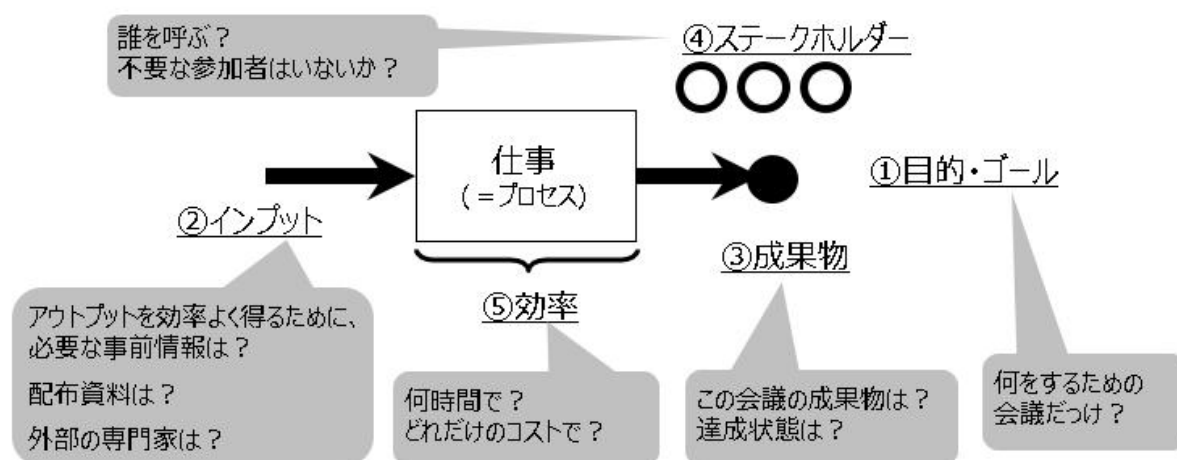 誰を呼ぶ？
不要な参加者はいないか？
④ステークホルダー
仕事
(＝プロセス)
①目的・ゴール
②インプット
③成果物
⑤効率
アウトプットを効率よく得るために、
必要な事前情報は？
配布資料は？
外部の専門家は？
何時間で？
どれだけのコストで？
この会議の成果物は？
達成状態は？
何をするための
会議だっけ？